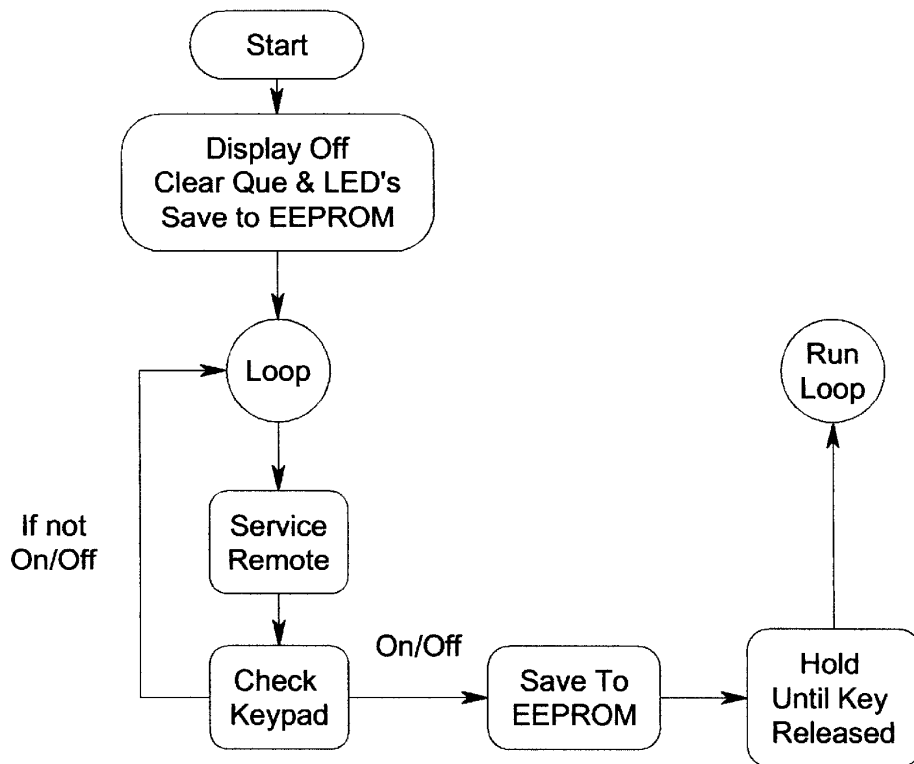 Start
Display Off
Clear Que & LED's
Save to EEPROM
Loop
Run
Loop
Service
Remote
If not
On/Off
Check
Keypad
On/Off
Save To
EEPROM
Hold
Until Key
Released